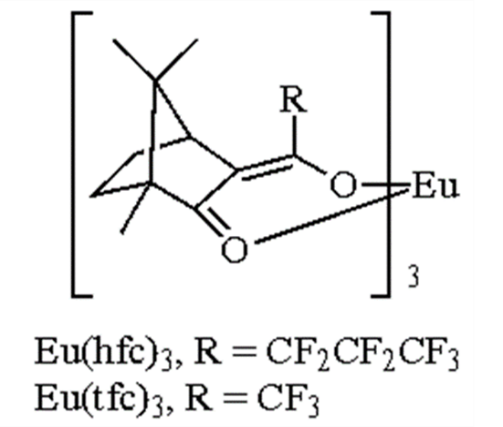 R
O
Eu
O
3
Eu(hfc)₃, R = CF₂CF₂CF₃
Eu(tfc)₃, R = CF₃